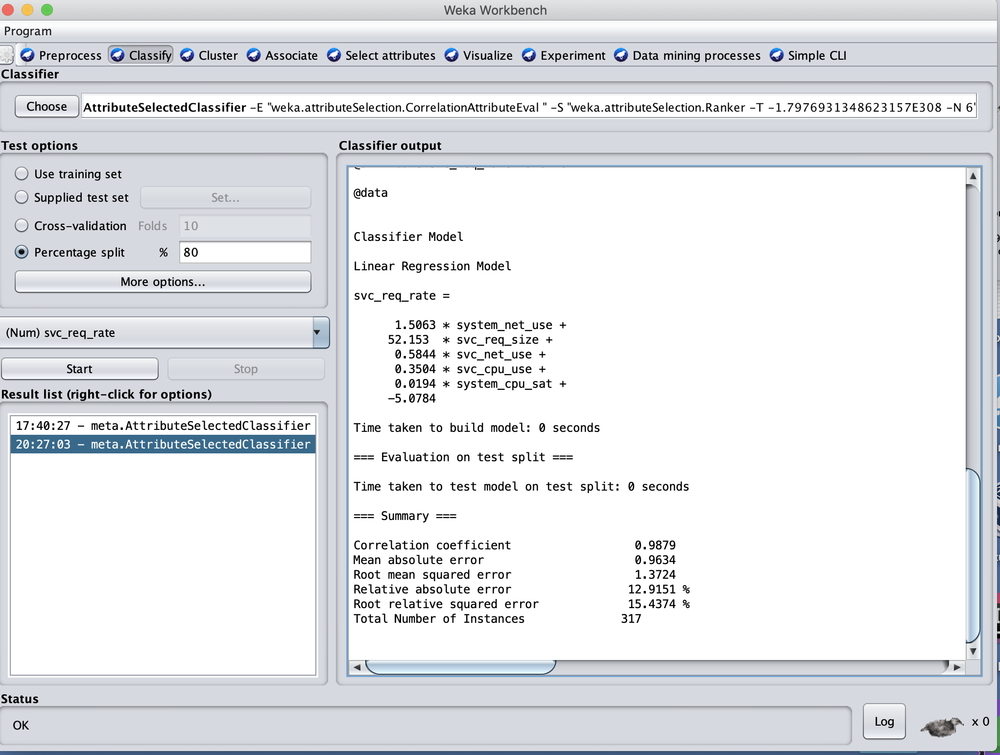 Weka Workbench
Program
Preprocess Classify Cluster Associate Select attributes Visualize Experiment Data mining processes Simple CLI
Classifier
Choose AttributeSelectedClassifier -E "weka.attributeSelection.CorrelationAttributeEval " -S "weka.attributeSelection.Ranker -T -1.7976931348623157E308 -N 6"
Test options
Use training set
Supplied test set Set...
Cross-validation Folds 10
Percentage split % 80
More options...
(Num) svc_req_rate
Start Stop
Result list (right-click for options)
17:40:27 - meta.AttributeSelectedClassifier
20:27:03 - meta.AttributeSelectedClassifier
Classifier output
@data
Classifier Model
Linear Regression Model
svc_req_rate =
1.5063 * system_net_use +
52.153 * svc_req_size +
0.5844 * svc_net_use +
0.3504 * svc_cpu_use +
0.0194 * system_cpu_sat +
-5.0784
Time taken to build model: 0 seconds
=== Evaluation on test split ===
Time taken to test model on test split: 0 seconds
=== Summary ===
Correlation coefficient 0.9879
Mean absolute error 0.9634
Root mean squared error 1.3724
Relative absolute error 12.9151 %
Root relative squared error 15.4374 %
Total Number of Instances 317
Status
OK
Log x 0